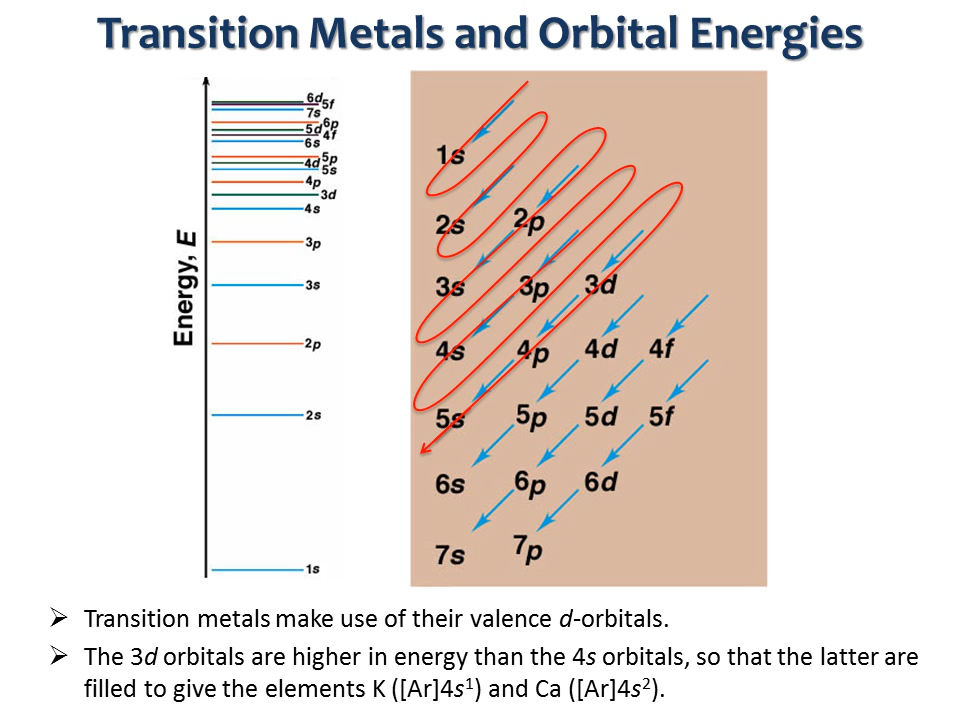 Transition Metals and Orbital Energies
Energy, E
6d
5f
7s
6p
5d
4f
6s
5p
4d
5s
4p
3d
4s
3p
3s
2p
2s
1s
1s
2s 2p
3s 3p 3d
4s 4p 4d 4f
5s 5p 5d 5f
6s 6p 6d
7s 7p
➢ Transition metals make use of their valence d-orbitals.
➢ The 3d orbitals are higher in energy than the 4s orbitals, so that the latter are
filled to give the elements K ([Ar]4s¹) and Ca ([Ar]4s²).